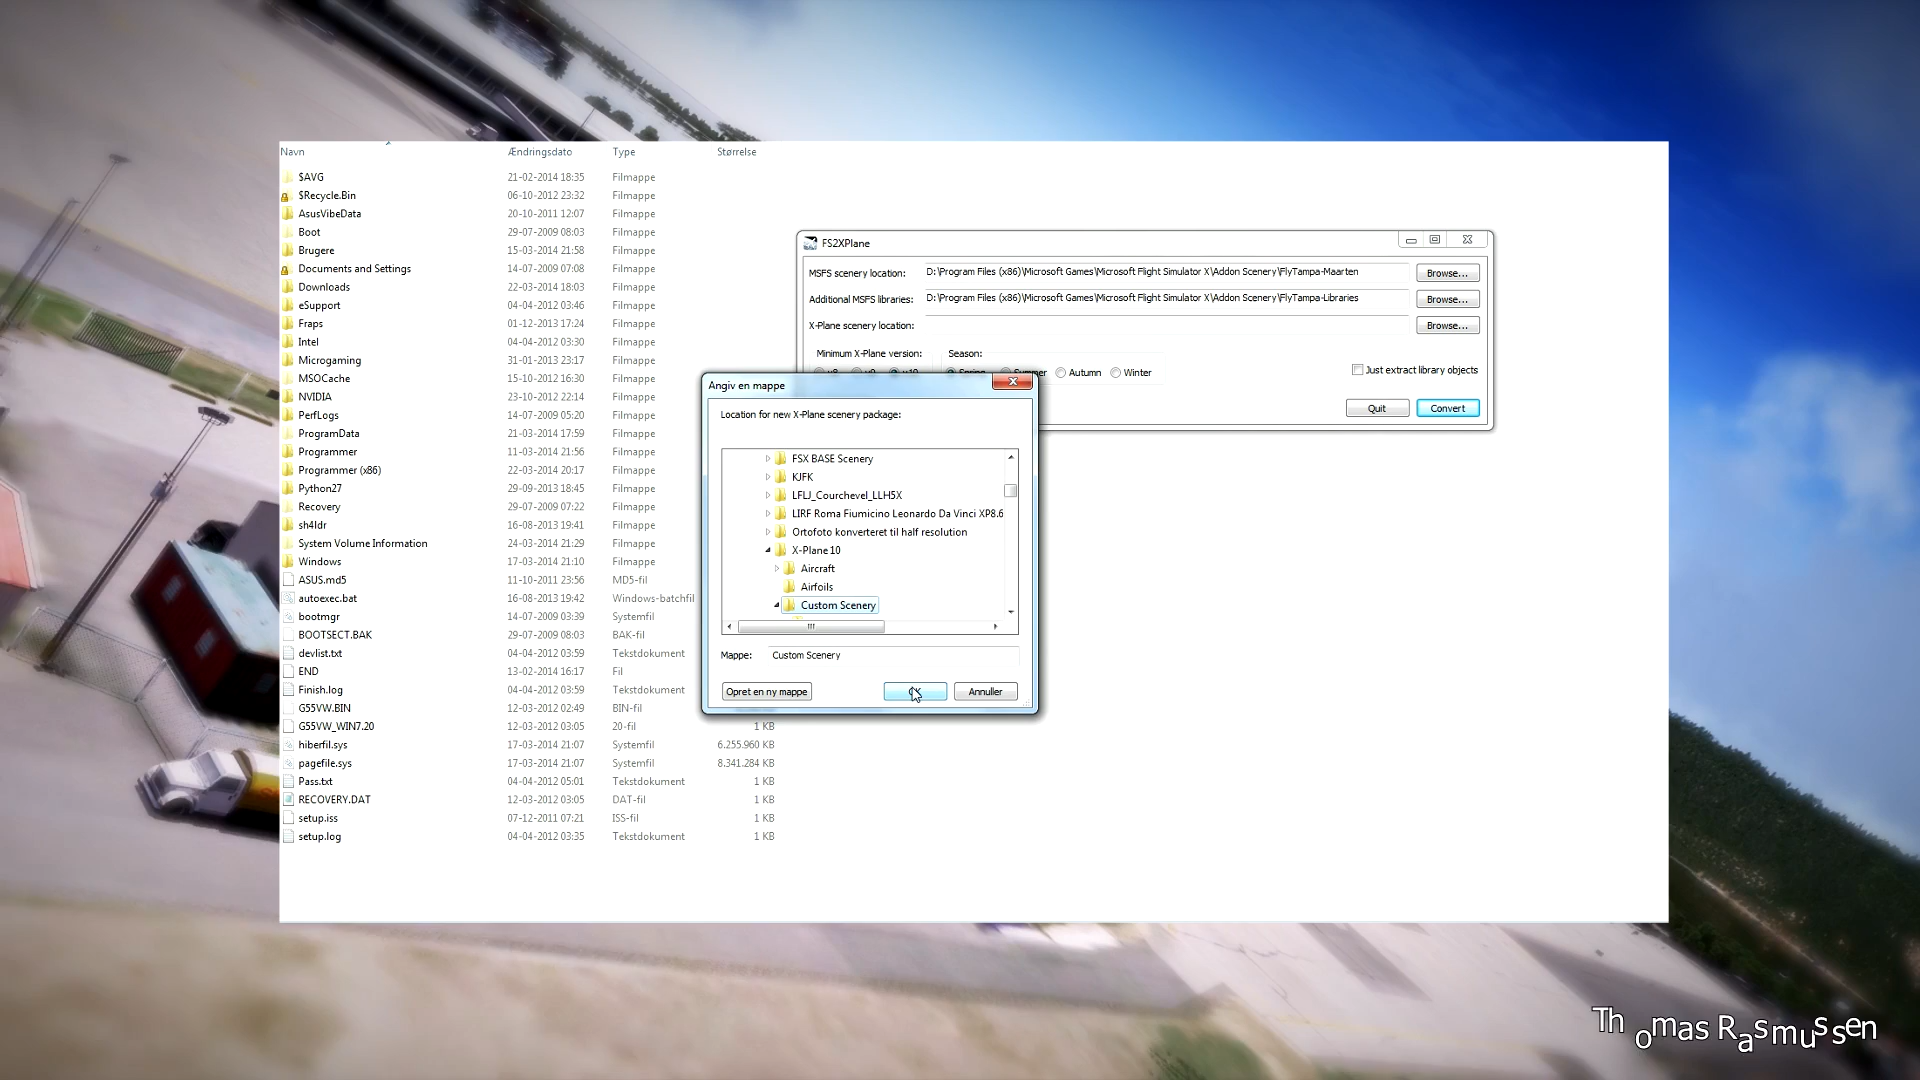 Navn Ændringsdato Type Størrelse
$AVG 21-02-2014 18:35 Filmappe
$Recycle.Bin 06-10-2012 23:32 Filmappe
AsusVibeData 20-10-2011 12:07 Filmappe
Boot 29-07-2009 08:03 Filmappe
Brugere 15-03-2014 21:58 Filmappe
Documents and Settings 14-07-2009 07:08 Filmappe
Downloads 22-03-2014 18:03 Filmappe
eSupport 04-04-2012 03:46 Filmappe
Fraps 01-12-2013 17:24 Filmappe
Intel 04-04-2012 03:30 Filmappe
Microgaming 31-01-2013 23:17 Filmappe
MSOCache 15-10-2012 16:30 Filmappe
NVIDIA 23-10-2012 22:14 Filmappe
PerfLogs 14-07-2009 05:20 Filmappe
ProgramData 21-03-2014 17:59 Filmappe
Programmer 11-03-2014 21:56 Filmappe
Programmer (x86) 22-03-2014 20:17 Filmappe
Python27 29-09-2013 18:45 Filmappe
Recovery 29-07-2009 07:22 Filmappe
sh4ldr 16-08-2013 19:41 Filmappe
System Volume Information 24-03-2014 21:29 Filmappe
Windows 17-03-2014 21:10 Filmappe
ASUS.md5 11-10-2011 23:56 MD5-fil
autoexec.bat 16-08-2013 19:42 Windows-batchfil
bootmgr 14-07-2009 03:39 Systemfil
BOOTSECT.BAK 29-07-2009 08:03 BAK-fil
devlist.txt 04-04-2012 03:59 Tekstdokument
END 13-02-2014 16:17 Fil
Finish.log 04-04-2012 03:59 Tekstdokument
G55VW.BIN 12-03-2012 02:49 BIN-fil
G55VW_WIN7.20 12-03-2012 03:05 20-fil 1 KB
hiberfil.sys 17-03-2014 21:07 Systemfil 6.255.960 KB
pagefile.sys 17-03-2014 21:07 Systemfil 8.341.284 KB
Pass.txt 04-04-2012 05:01 Tekstdokument 1 KB
RECOVERY.DAT 12-03-2012 03:05 DAT-fil 1 KB
setup.iss 07-12-2011 07:21 ISS-fil 1 KB
setup.log 04-04-2012 03:35 Tekstdokument 1 KB
FS2XPlane
MSFS scenery location: D:\Program Files (x86)\Microsoft Games\Microsoft Flight Simulator X\Addon Scenery\FlyTampa-Maarten Browse...
Additional MSFS libraries: D:\Program Files (x86)\Microsoft Games\Microsoft Flight Simulator X\Addon Scenery\FlyTampa-Libraries Browse...
X-Plane scenery location: Browse...
Minimum X-Plane version: Season:
Autumn Winter Just extract library objects
Quit Convert
Angiv en mappe
Location for new X-Plane scenery package:
FSX BASE Scenery
KJFK
LFLJ_Courchevel_LLH5X
LIRF Roma Fiumicino Leonardo Da Vinci XP8.6
Ortofoto konverteret til half resolution
X-Plane 10
Aircraft
Airfoils
Custom Scenery
Mappe: Custom Scenery
Opret en ny mappe Annuller
Thomas Rasmussen